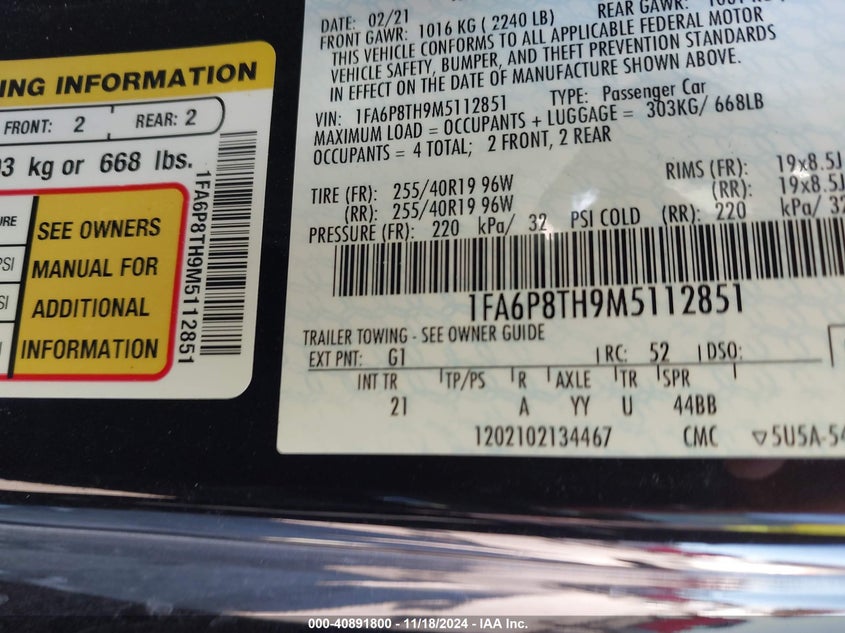 ING INFORMATION
FRONT: 2 REAR: 2
kg or 668 lbs.
SEE OWNERS
MANUAL FOR
ADDITIONAL
INFORMATION
1FA6P8TH9M5112851
DATE: 02/21 REAR GAWR:
FRONT GAWR: 1016 KG ( 2240 LB)
THIS VEHICLE CONFORMS TO ALL APPLICABLE FEDERAL MOTOR
VEHICLE SAFETY, BUMPER, AND THEFT PREVENTION STANDARDS
IN EFFECT ON THE DATE OF MANUFACTURE SHOWN ABOVE.
VIN: 1FA6P8TH9M5112851 TYPE: Passenger Car
MAXIMUM LOAD = OCCUPANTS + LUGGAGE = 303KG/ 668LB
OCCUPANTS = 4 TOTAL; 2 FRONT, 2 REAR
TIRE (FR): 255/40R19 96W RIMS (FR): 19x8.5J
(RR): 255/40R19 96W (RR): 19x8.5J
PRESSURE (FR): 220 kPa/ 32 PSI COLD (RR): 220 kPa/ 32
1FA6P8TH9M5112851
TRAILER TOWING - SEE OWNER GUIDE
EXT PNT: G1 RC: 52 DSO:
INT TR TP/PS R AXLE TR SPR
21 A YY U 44BB
1202102134467 CMC ▽5U5A-54
000-40891800 - 11/18/2024 - IAA Inc.